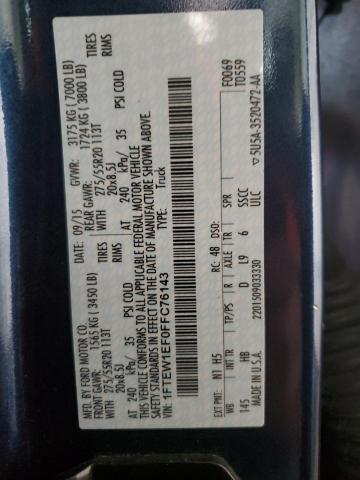 MFG. BY FORD MOTOR CO.
DATE: 09/15 GVWR: 3175 KG ( 7000 LB)
FRONT GAWR: 1565 KG ( 3450 LB) REAR GAWR: 1724 KG ( 3800 LB)
275/55R20 113T TIRES WITH 275/55R20 113T TIRES
20x8.5J RIMS 20x8.5J RIMS
AT 240 kPa/ 35 PSI COLD AT 240 kPa/ 35 PSI COLD
THIS VEHICLE CONFORMS TO ALL APPLICABLE FEDERAL MOTOR VEHICLE
SAFETY STANDARDS IN EFFECT ON THE DATE OF MANUFACTURE SHOWN ABOVE.
VIN: 1FTEW1EF0FFC76143 TYPE: Truck
F0069
T0559
EXT PNT: N1 H5 RC: 48 DSO:
WB INT TR TP/PS R AXLE TR SPR
145 HB D L9 6 SSCC
MADE IN U.S.A. 2201509033330 ULC
▽5U5A-3520472-AA